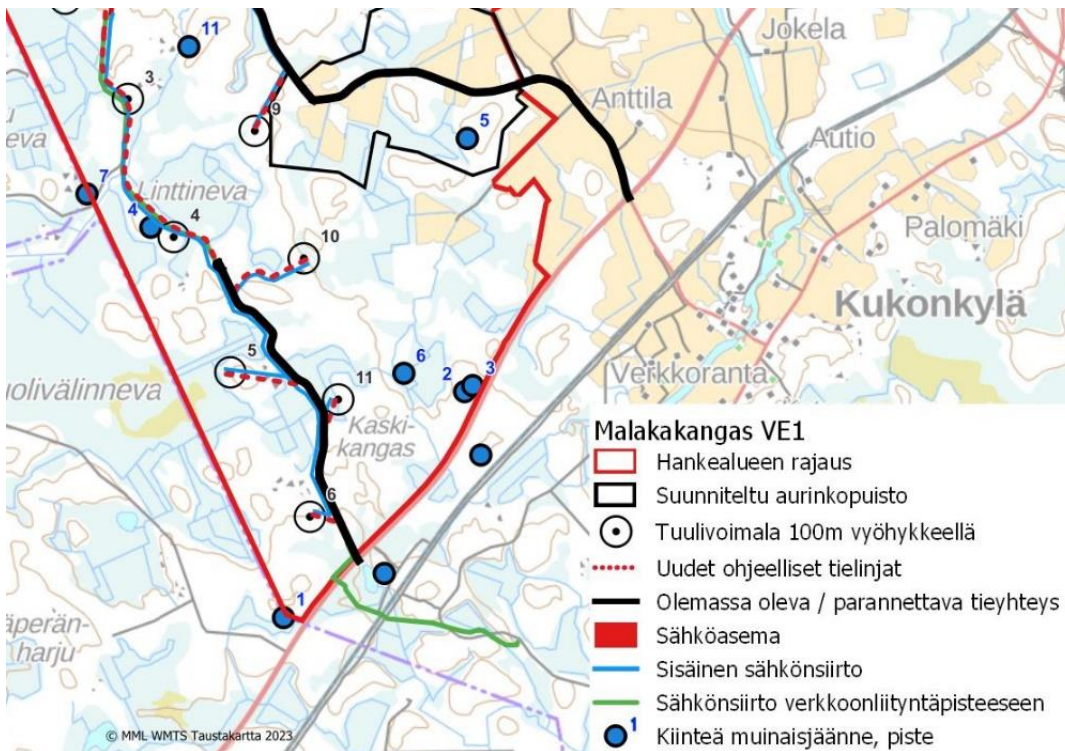 11
Jokela
3
9
Anttila
5
Autio
neva
7
Linttineva
4
4
Palomäki
10
Kukonkylä
5
6
3
2
Verkkoranta
uolivälinneva
11
Kaski-
kangas
6
1
äperän-
harju
Malakakangas VE1
Hankealueen rajaus
Suunniteltu aurinkopuisto
Tuulivoimala 100m vyöhykkeellä
Uudet ohjeelliset tielinjat
Olemassa oleva / parannettava tieyhteys
Sähköasema
Sisäinen sähkönsiirto
Sähkönsiirto verkkoonliityntäpisteeseen
1
Kiinteä muinaisjäänne, piste
© MML WMTS Taustakartta 2023